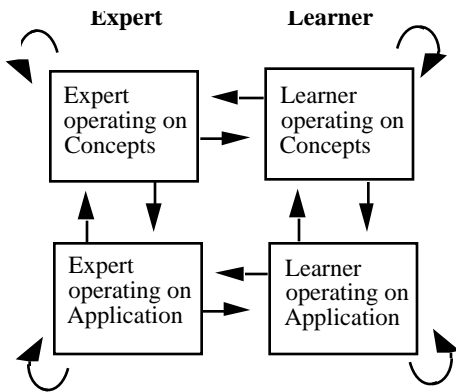 Expert Learner
Expert
operating on
Concepts
Learner
operating on
Concepts
Expert
operating on
Application
Learner
operating on
Application